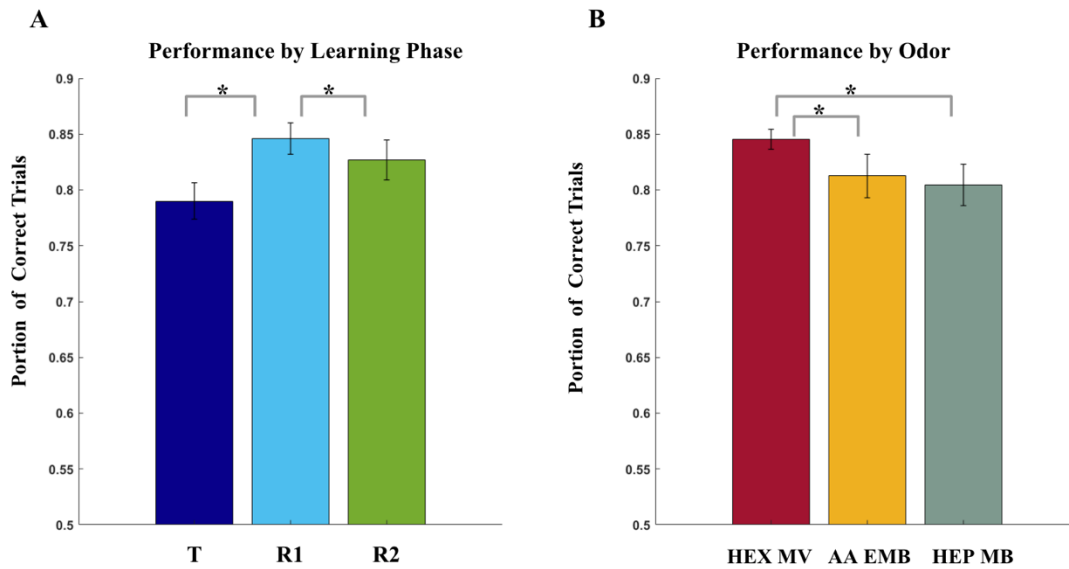 A
Performance by Learning Phase
Portion of Correct Trials
0.9
0.85
0.8
0.75
0.7
0.65
0.6
0.55
0.5
*
*
T R1 R2
B
Performance by Odor
Portion of Correct Trials
0.9
0.85
0.8
0.75
0.7
0.65
0.6
0.55
0.5
*
*
HEX MV AA EMB HEP MB